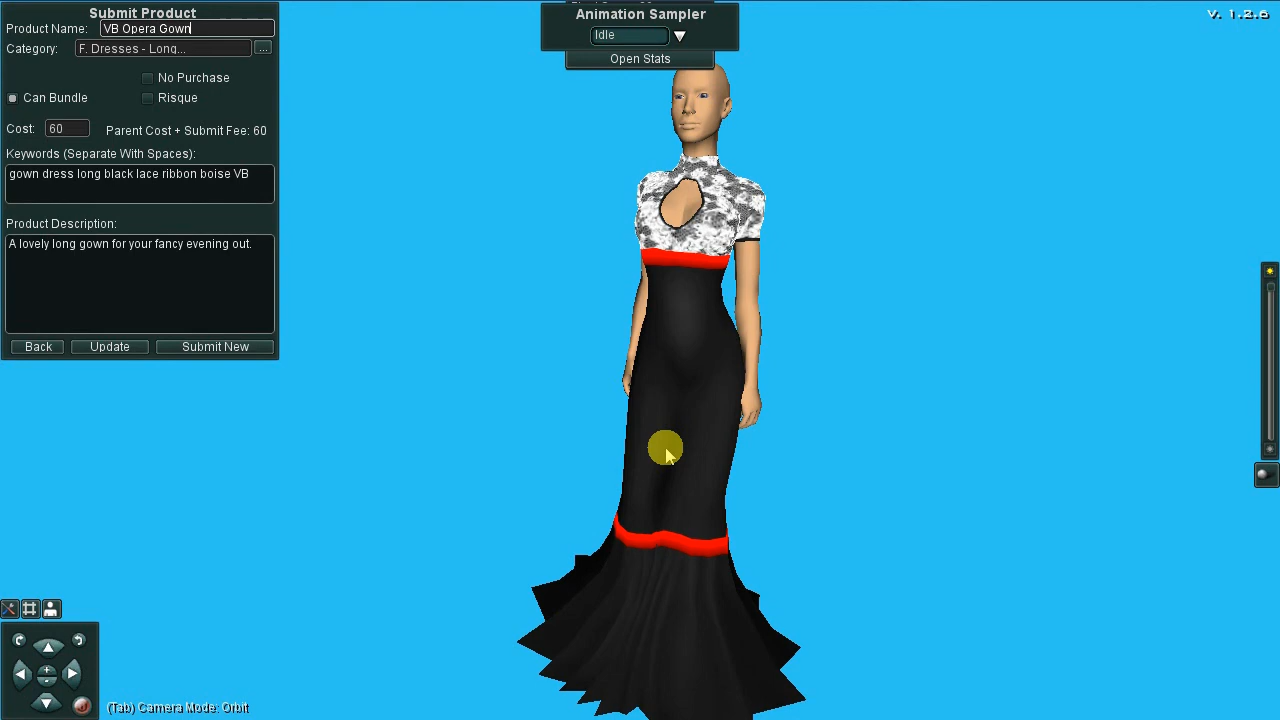 Submit Product
Product Name: VB Opera Gown
Category: F. Dresses - Long... ...
No Purchase
Can Bundle
Risque
Cost: 60 Parent Cost + Submit Fee: 60
Keywords (Separate With Spaces):
gown dress long black lace ribbon boise VB
Product Description:
A lovely long gown for your fancy evening out.
Back Update Submit New
Animation Sampler
Idle
Open Stats
V. 1.2.6
(Tab) Camera Mode: Orbit